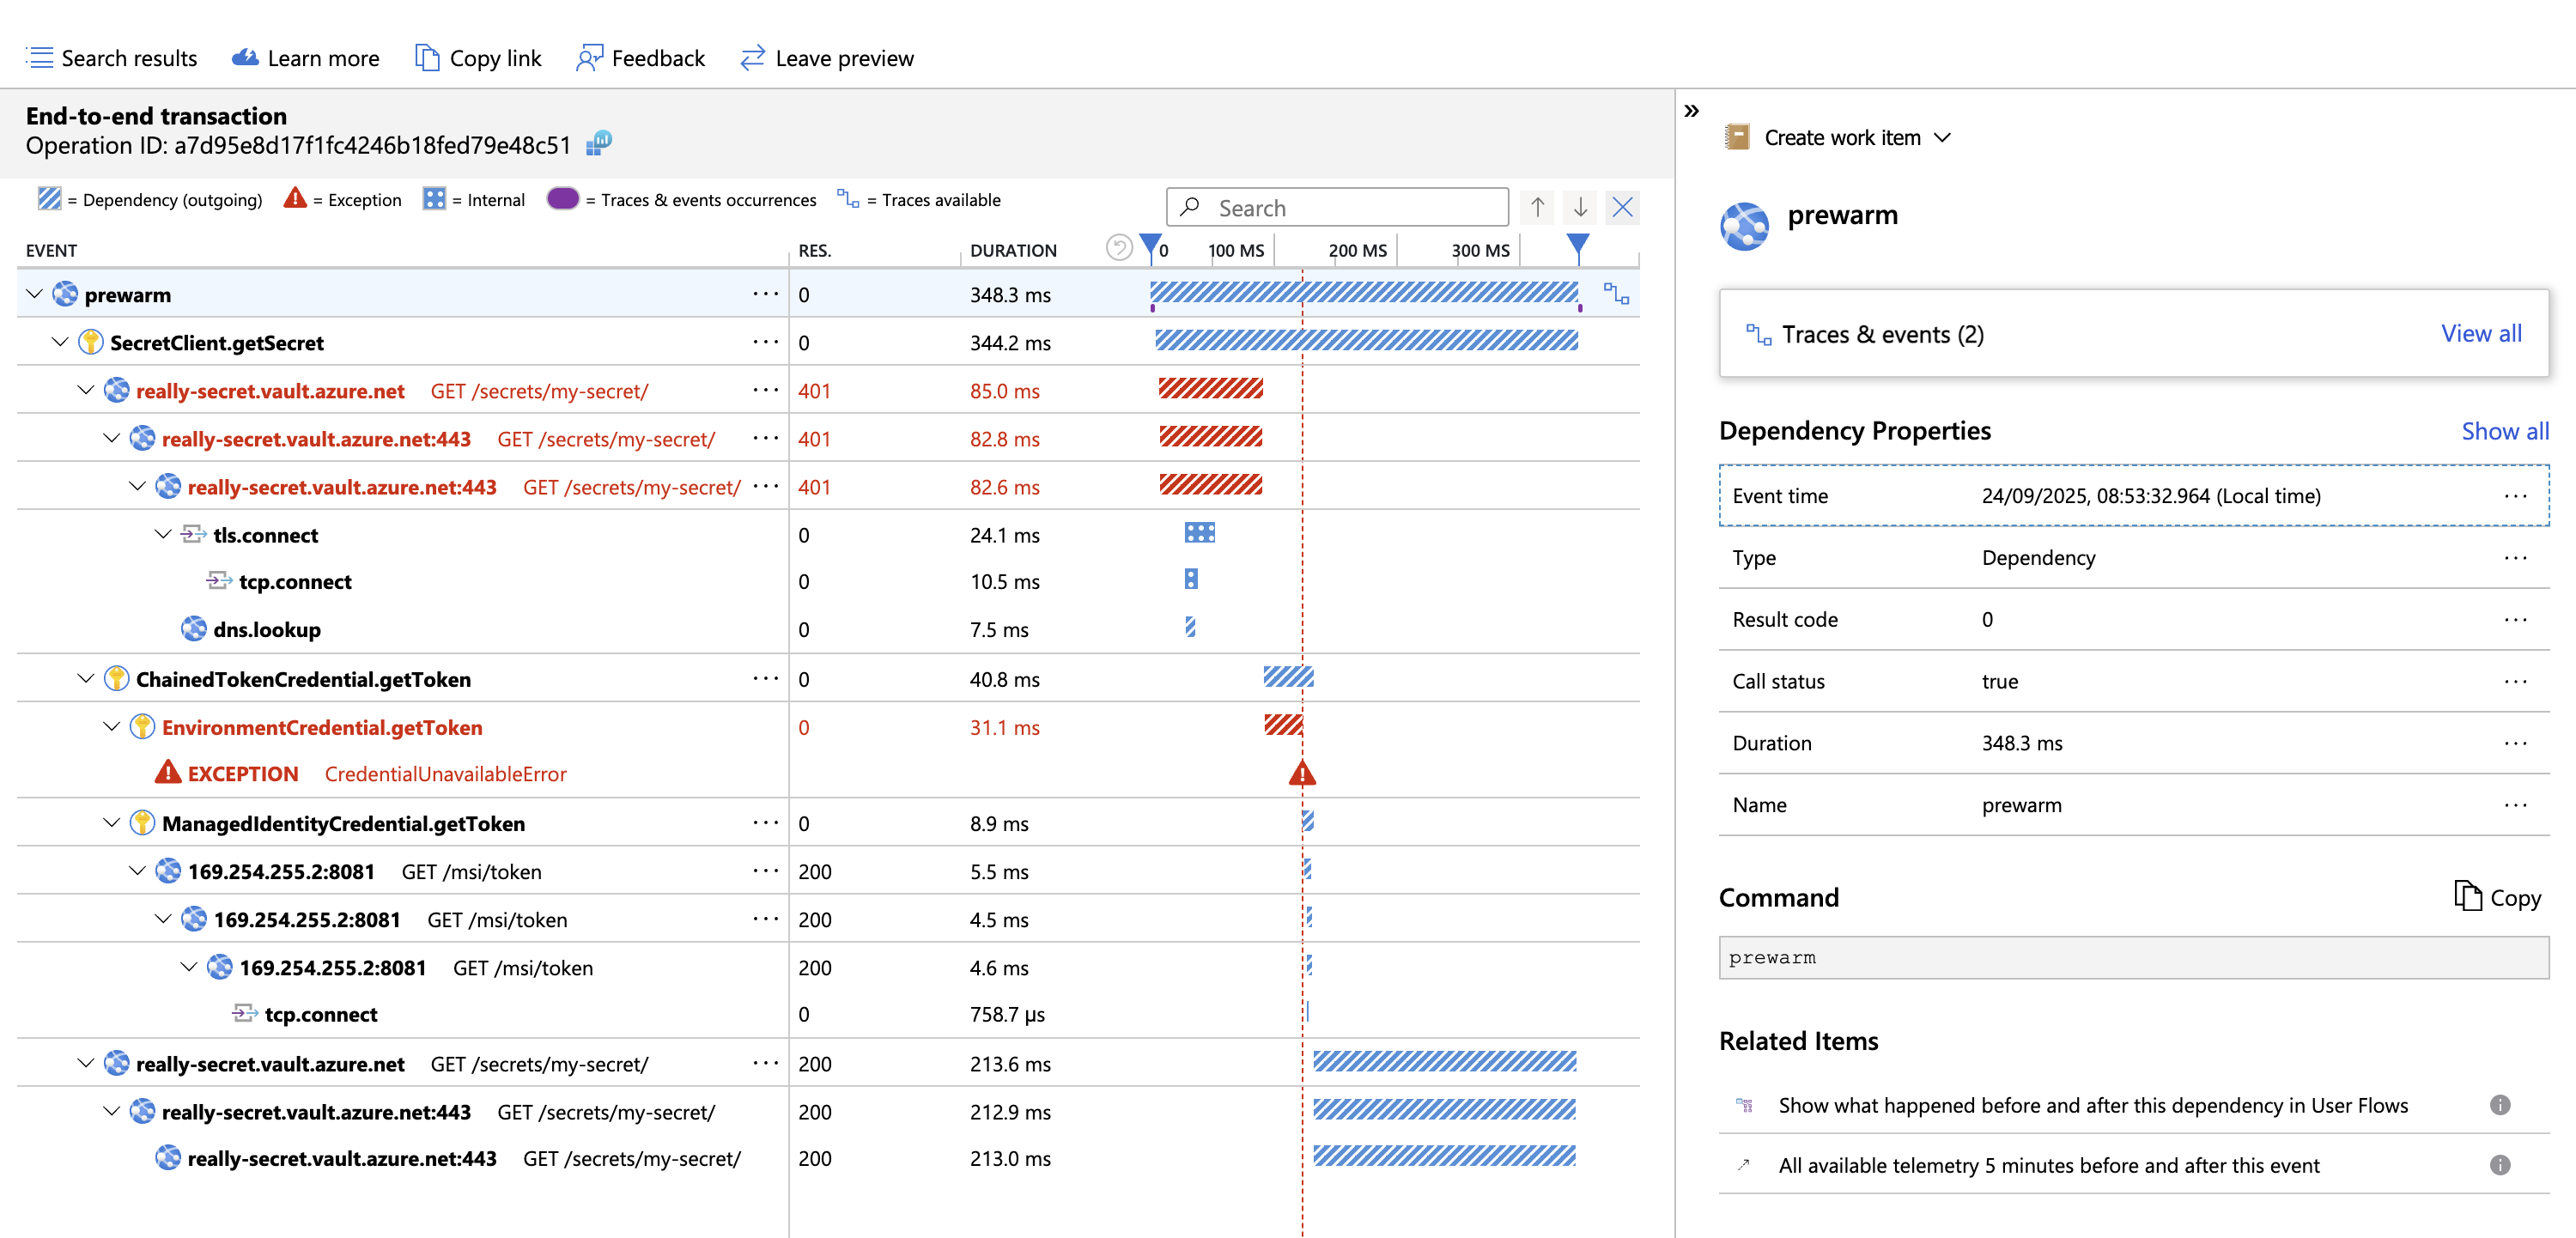 Search results Learn more Copy link Feedback Leave preview
End-to-end transaction
Operation ID: a7d95e8d17f1fc4246b18fed79e48c51
= Dependency (outgoing) = Exception = Internal = Traces & events occurrences = Traces available
Search
EVENT RES. DURATION 0 100 MS 200 MS 300 MS
prewarm ··· 0 348.3 ms
SecretClient.getSecret ··· 0 344.2 ms
really-secret.vault.azure.net GET /secrets/my-secret/ ··· 401 85.0 ms
really-secret.vault.azure.net:443 GET /secrets/my-secret/ ··· 401 82.8 ms
really-secret.vault.azure.net:443 GET /secrets/my-secret/ ··· 401 82.6 ms
tls.connect 0 24.1 ms
tcp.connect 0 10.5 ms
dns.lookup 0 7.5 ms
ChainedTokenCredential.getToken ··· 0 40.8 ms
EnvironmentCredential.getToken 0 31.1 ms
EXCEPTION CredentialUnavailableError
ManagedIdentityCredential.getToken ··· 0 8.9 ms
169.254.255.2:8081 GET /msi/token ··· 200 5.5 ms
169.254.255.2:8081 GET /msi/token ··· 200 4.5 ms
169.254.255.2:8081 GET /msi/token 200 4.6 ms
tcp.connect 0 758.7 µs
really-secret.vault.azure.net GET /secrets/my-secret/ ··· 200 213.6 ms
really-secret.vault.azure.net:443 GET /secrets/my-secret/ 200 212.9 ms
really-secret.vault.azure.net:443 GET /secrets/my-secret/ 200 213.0 ms
Create work item
prewarm
Traces & events (2) View all
Dependency Properties Show all
Event time 24/09/2025, 08:53:32.964 (Local time) ···
Type Dependency ···
Result code 0 ···
Call status true ···
Duration 348.3 ms ···
Name prewarm ···
Command Copy
prewarm
Related Items
Show what happened before and after this dependency in User Flows
All available telemetry 5 minutes before and after this event